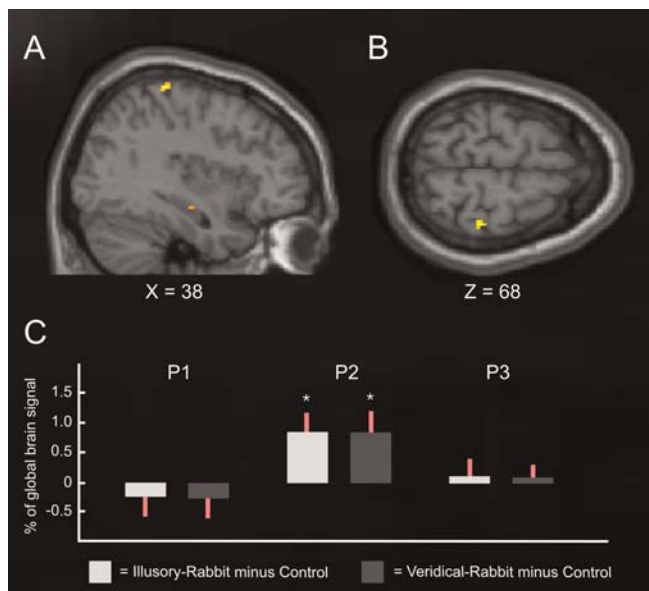 A
B
X = 38
Z = 68
C
P1
P2
P3
% of global brain signal
1.5
1.0
0.5
0
-0.5
*
*
= Illusory-Rabbit minus Control
= Veridical-Rabbit minus Control